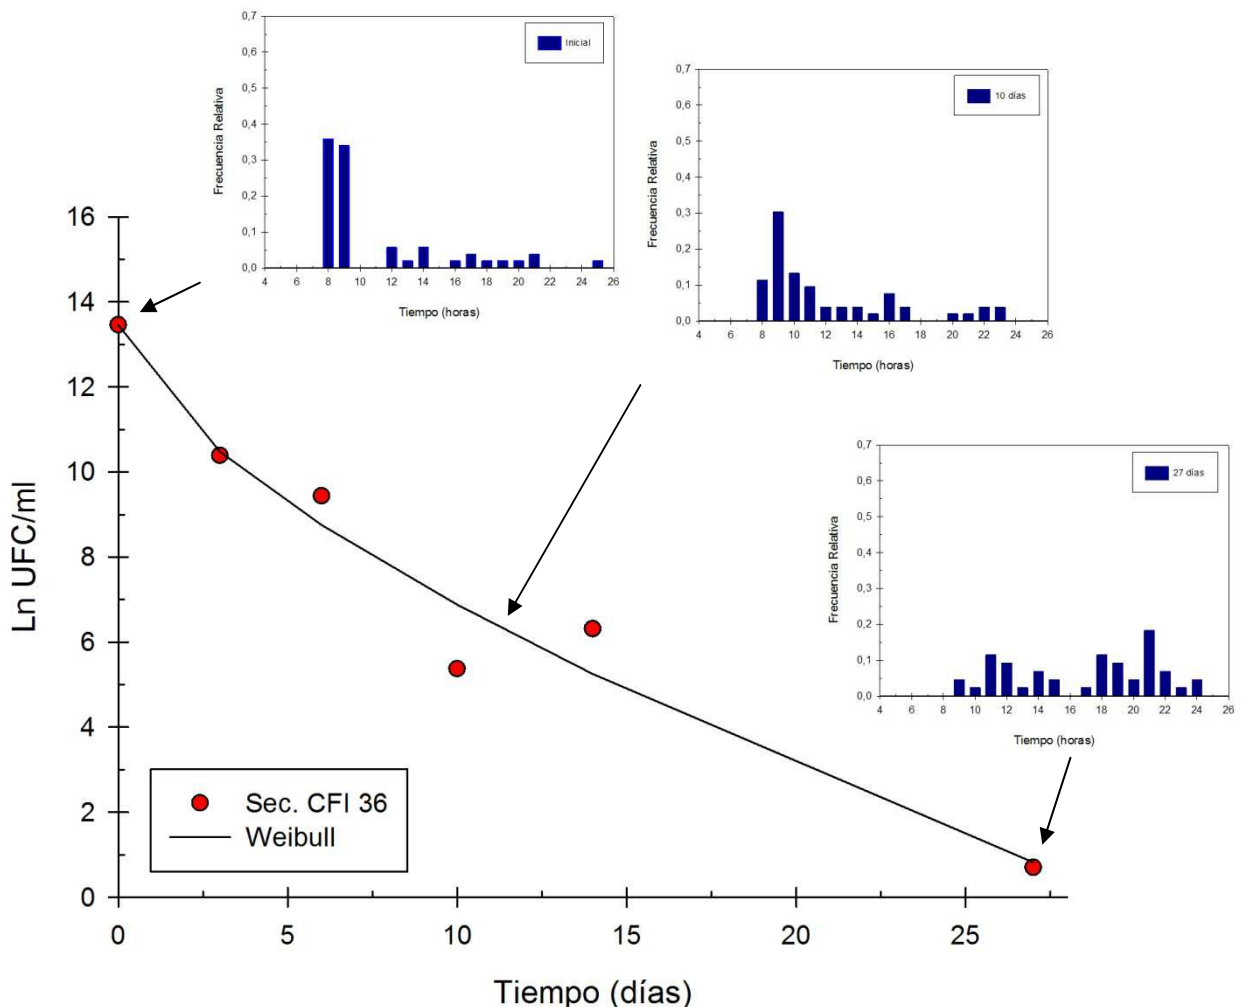 0,7
0,6
0,5
0,4
0,3
0,2
0,1
0,0
Frecuencia Relativa
Inicial
4 6 8 10 12 14 16 18 20 22 24 26
Tiempo (horas)
0,7
0,6
0,5
0,4
0,3
0,2
0,1
0,0
Frecuencia Relativa
10 días
4 6 8 10 12 14 16 18 20 22 24 26
Tiempo (horas)
0,7
0,6
0,5
0,4
0,3
0,2
0,1
0,0
Frecuencia Relativa
27 días
4 6 8 10 12 14 16 18 20 22 24 26
Tiempo (horas)
16
14
12
10
8
6
4
2
0
Ln UFC/ml
Sec. CFI 36
Weibull
0 5 10 15 20 25
Tiempo (días)